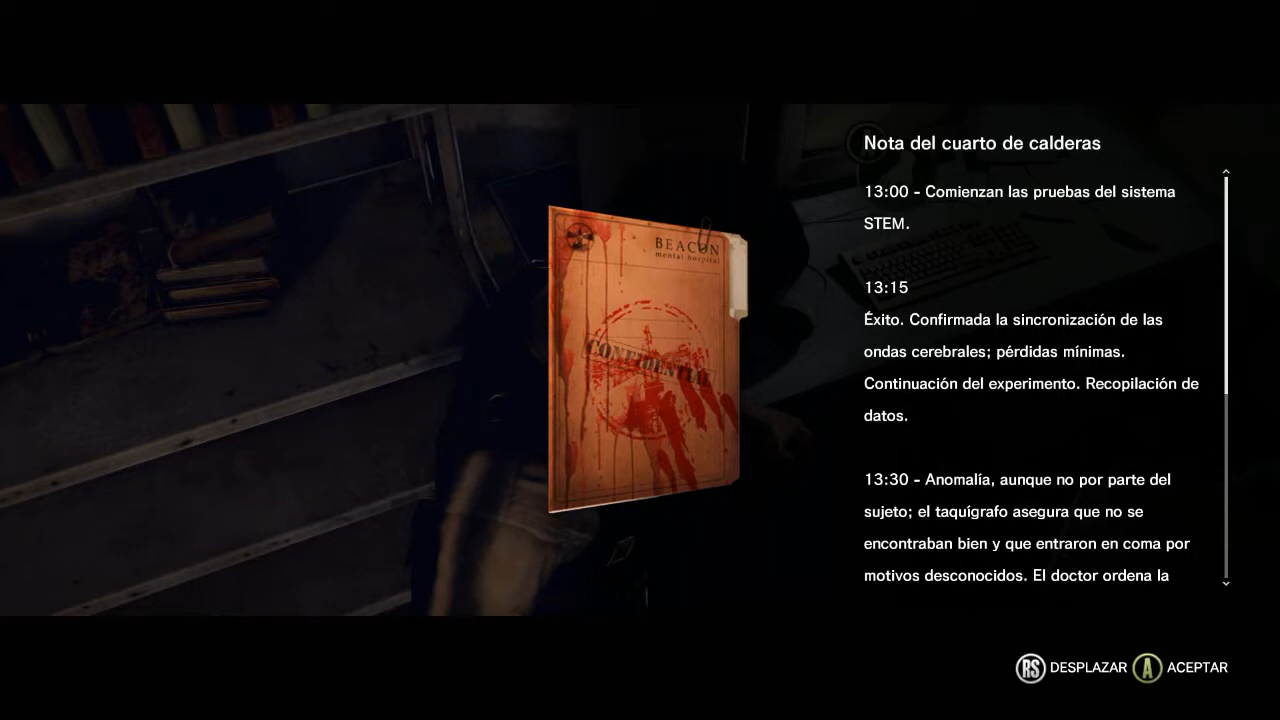 Nota del cuarto de calderas
13:00 - Comienzan las pruebas del sistema
STEM.
13:15
Éxito. Confirmada la sincronización de las
ondas cerebrales; pérdidas mínimas.
Continuación del experimento. Recopilación de
datos.
13:30 - Anomalía, aunque no por parte del
sujeto; el taquígrafo asegura que no se
encontraban bien y que entraron en coma por
motivos desconocidos. El doctor ordena la
BEACON
mental hospital
CONFIDENTIAL
RS DESPLAZAR A ACEPTAR